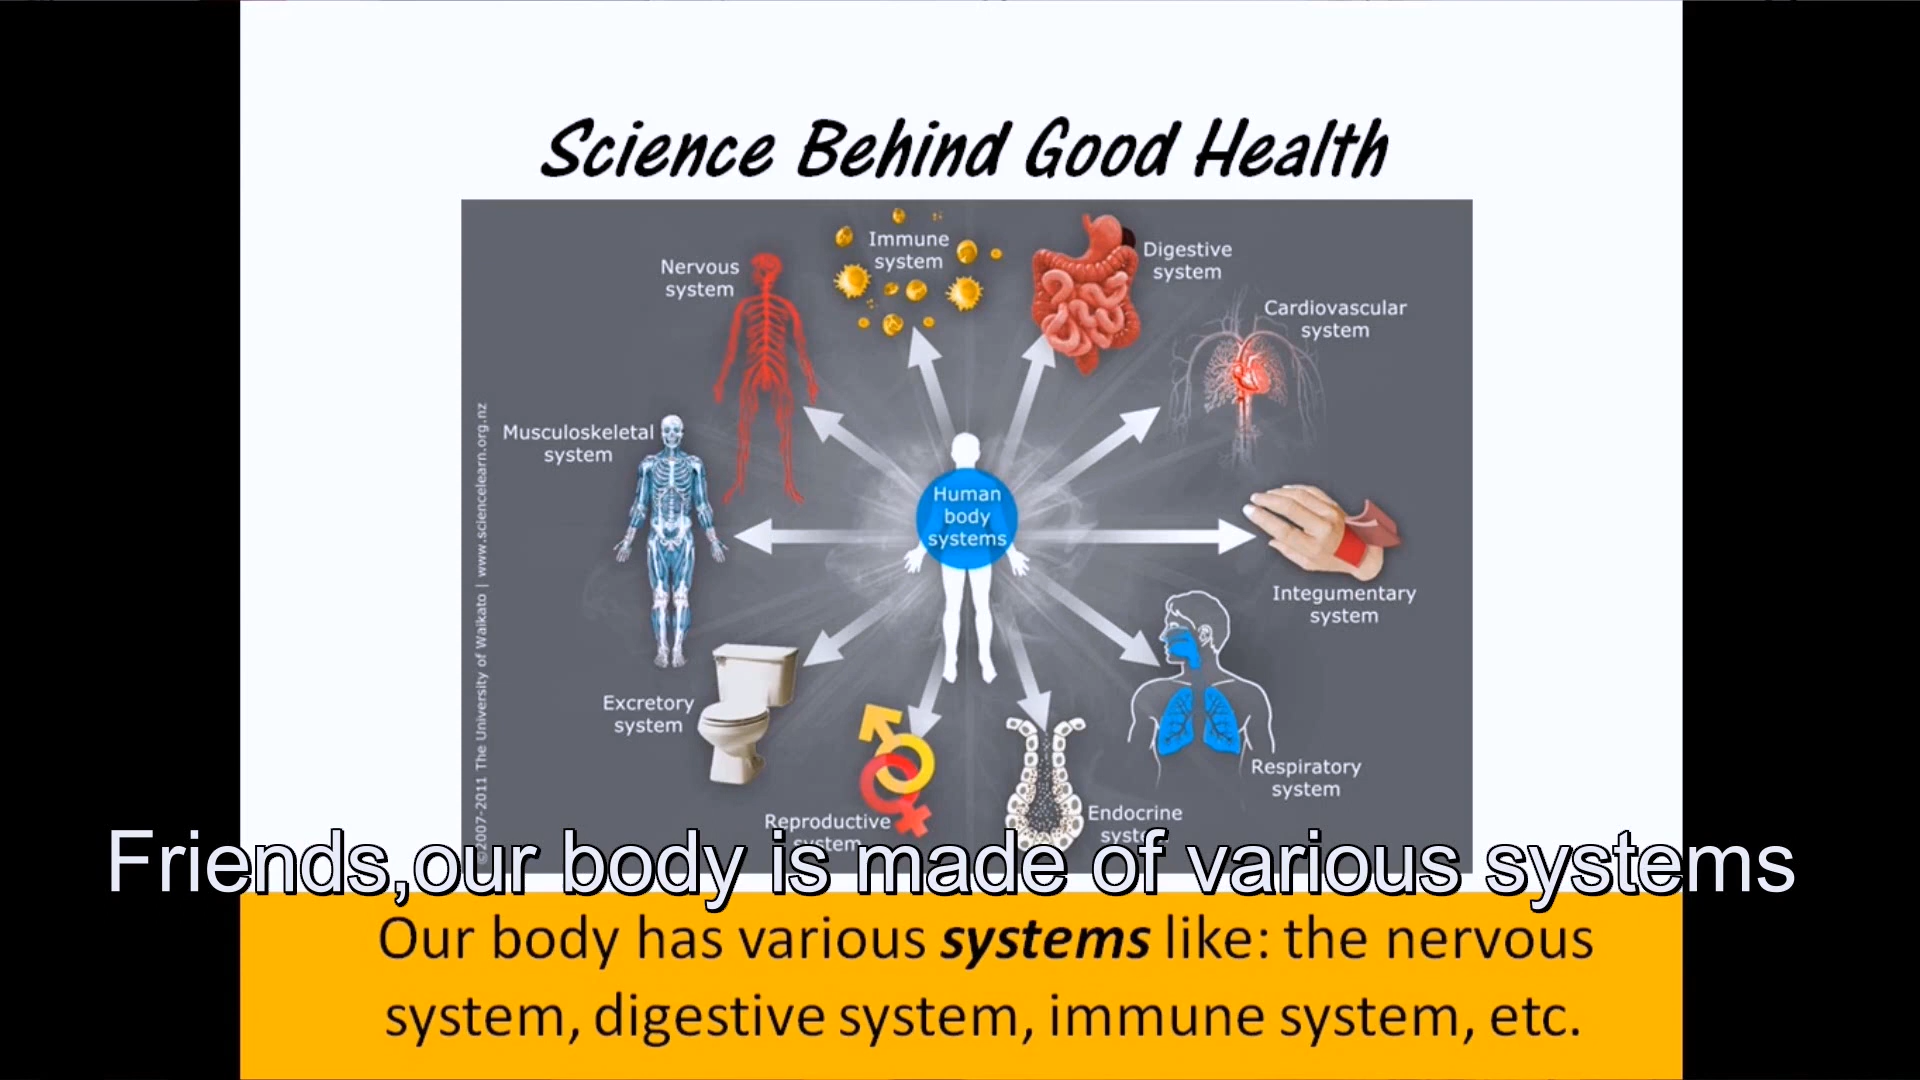 Science Behind Good Health
Immune
system
Digestive
system
Nervous
system
Cardiovascular
system
Musculoskeletal
system
Human
body
systems
Integumentary
system
Excretory
system
Respiratory
system
Reproductive
system
Endocrine
system
©2007-2011 The University of Waikato | www.sciencelearn.org.nz
Friends,our body is made of various systems
Our body has various systems like: the nervous
system, digestive system, immune system, etc.